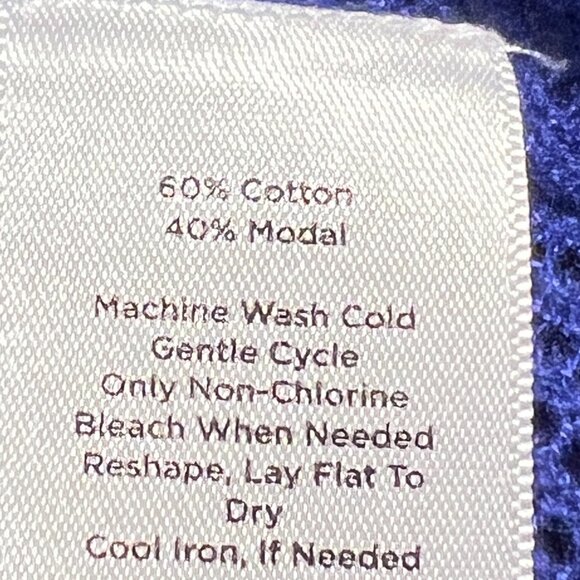 60% Cotton
40% Modal
Machine Wash Cold
Gentle Cycle
Only Non-Chlorine
Bleach When Needed
Reshape, Lay Flat To
Dry
Cool Iron, If Needed